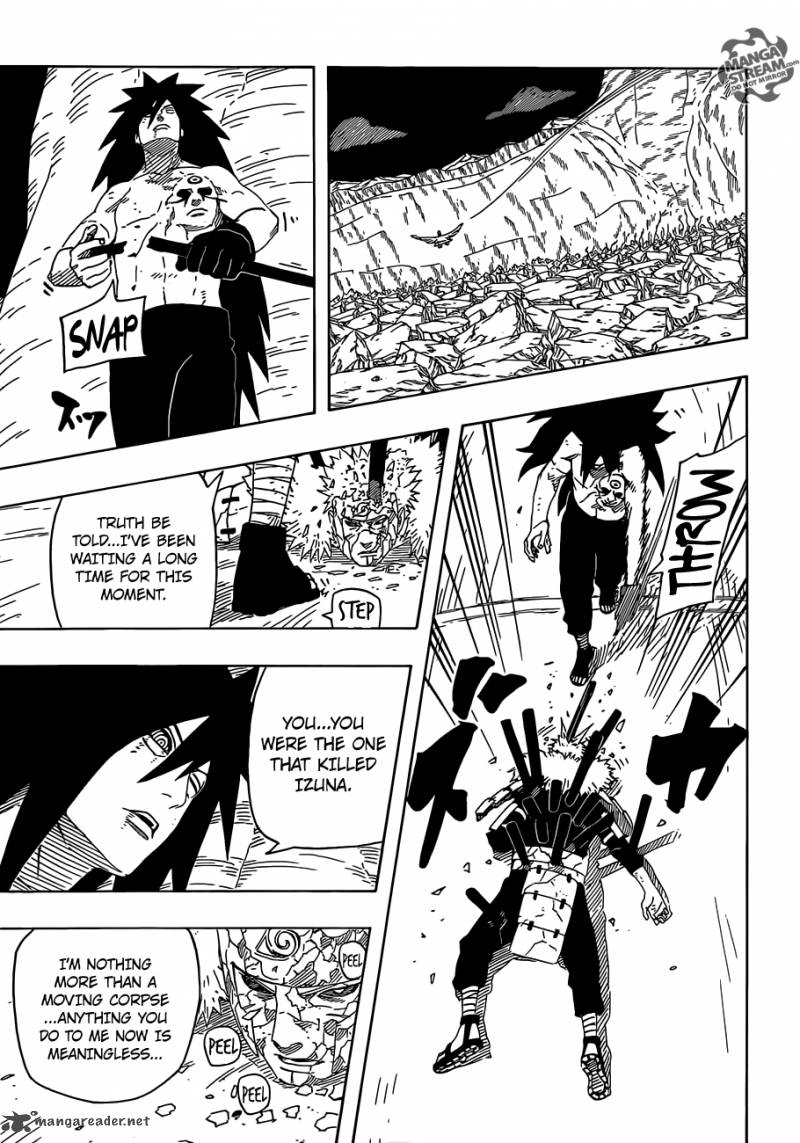 MANGA
STREAM.com
DO NOT MIRROR
SNAP
THROW
STEP
TRUTH BE
TOLD...I'VE BEEN
WAITING A LONG
TIME FOR THIS
MOMENT.
YOU...YOU
WERE THE ONE
THAT KILLED
IZUNA.
PEEL
I'M NOTHING
MORE THAN A
MOVING CORPSE
...ANYTHING YOU
DO TO ME NOW IS
MEANINGLESS...
PEEL
PEEL
mangareader.net